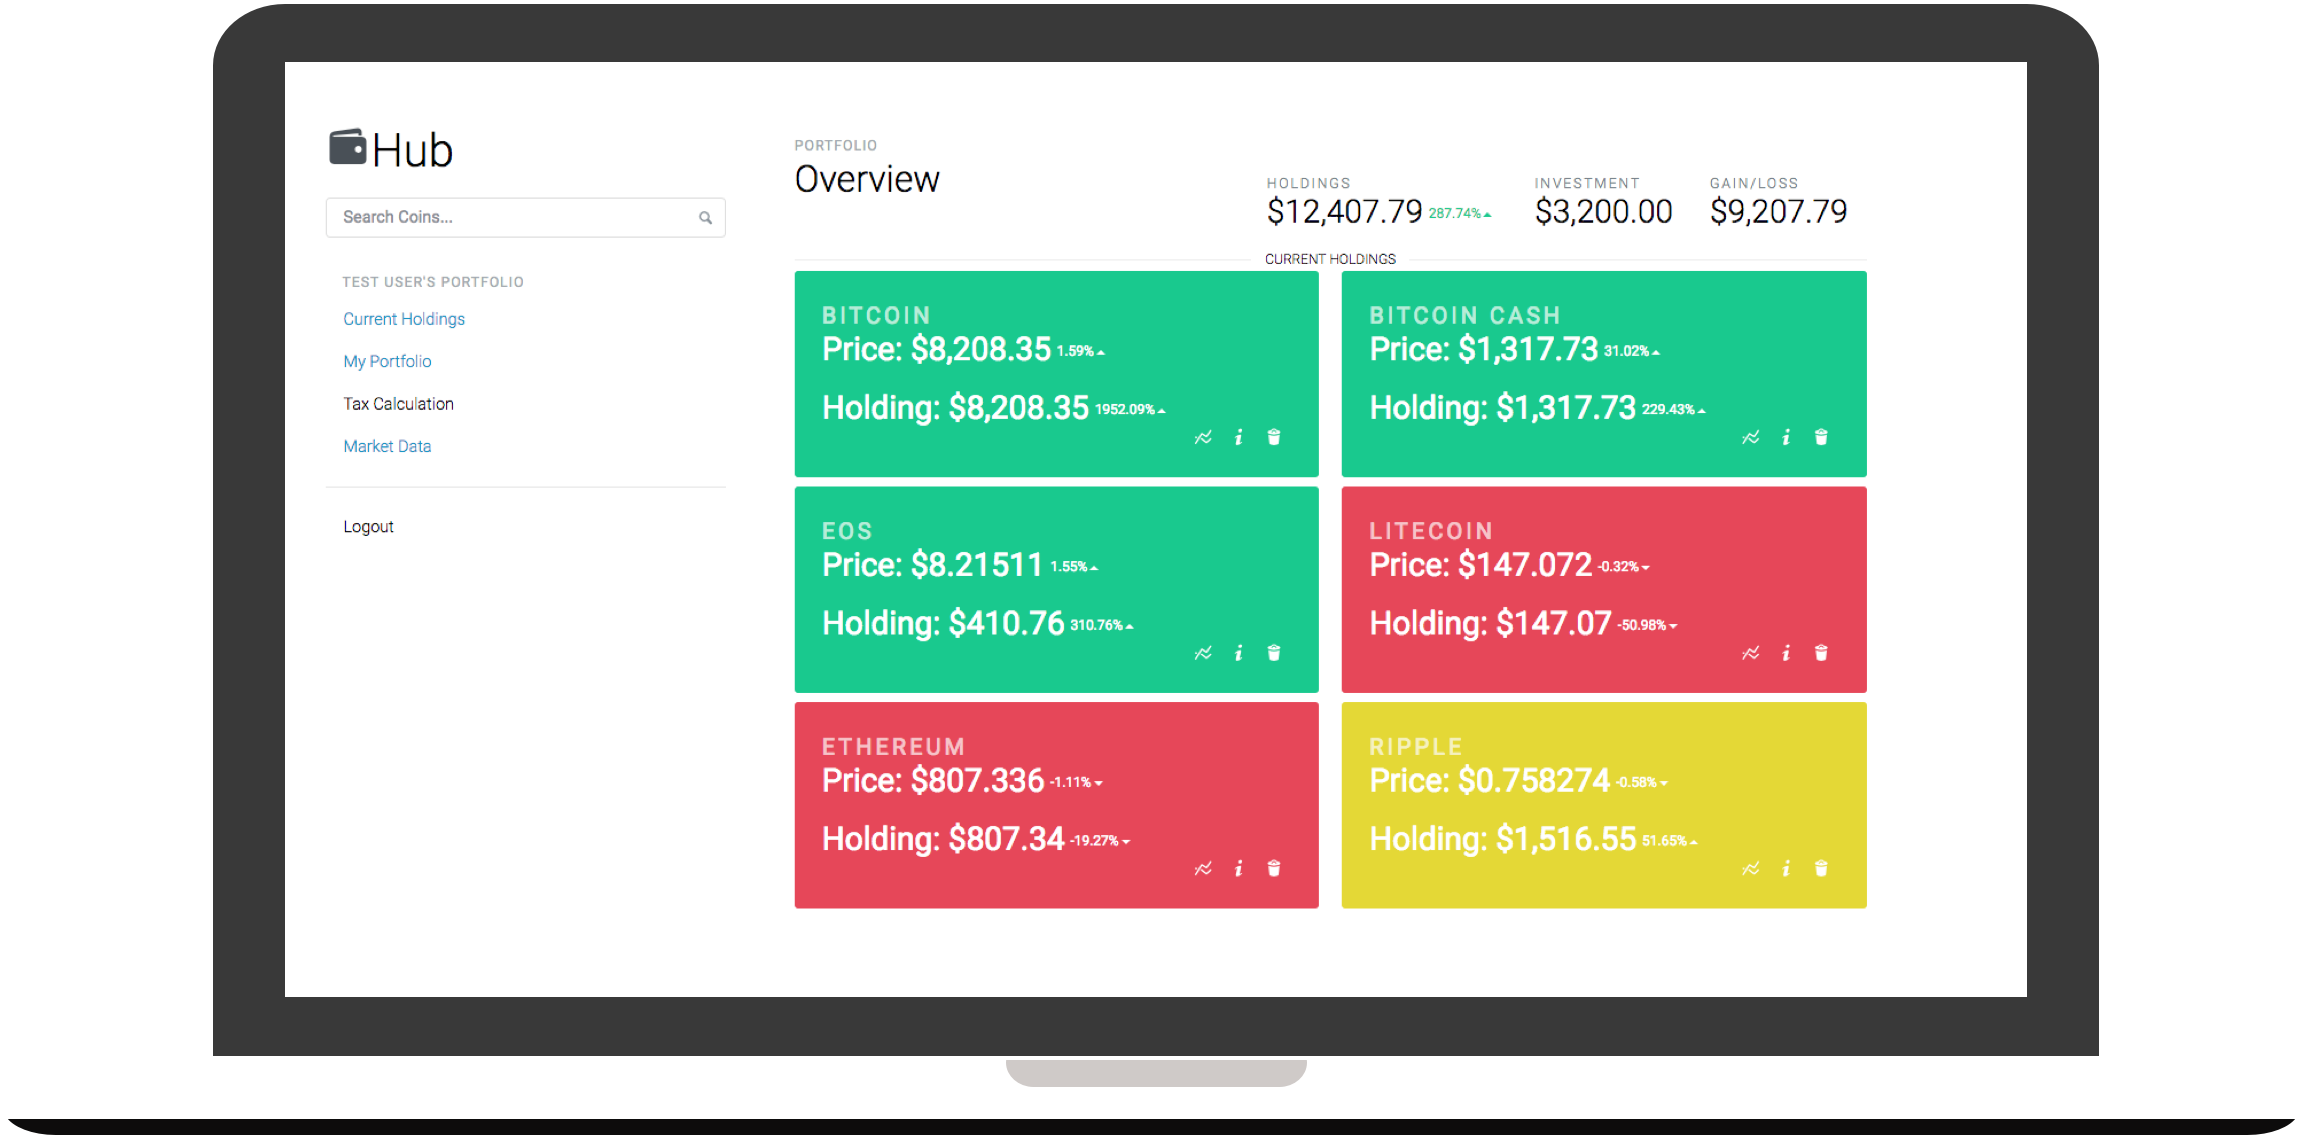 Hub
Search Coins...
TEST USER'S PORTFOLIO
Current Holdings
My Portfolio
Tax Calculation
Market Data
Logout
PORTFOLIO
Overview
HOLDINGS
$12,407.79 287.74%
INVESTMENT
$3,200.00
GAIN/LOSS
$9,207.79
CURRENT HOLDINGS
BITCOIN
Price: $8,208.35 1.59%
Holding: $8,208.35 1952.09%
BITCOIN CASH
Price: $1,317.73 31.02%
Holding: $1,317.73 229.43%
EOS
Price: $8.21511 1.55%
Holding: $410.76 310.76%
LITECOIN
Price: $147.072 -0.32%
Holding: $147.07 -50.98%
ETHEREUM
Price: $807.336 -1.11%
Holding: $807.34 -19.27%
RIPPLE
Price: $0.758274 -0.58%
Holding: $1,516.55 51.65%